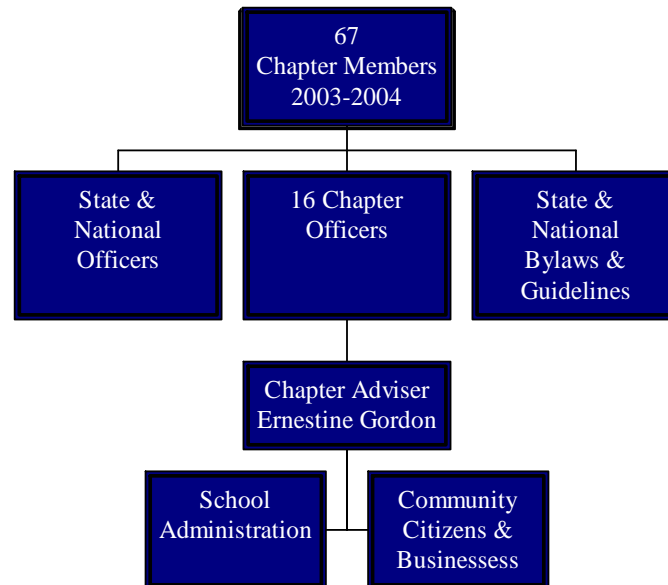 67
Chapter Members
2003-2004
State &
National
Officers
16 Chapter
Officers
State &
National
Bylaws &
Guidelines
Chapter Adviser
Ernestine Gordon
School
Administration
Community
Citizens &
Businessess